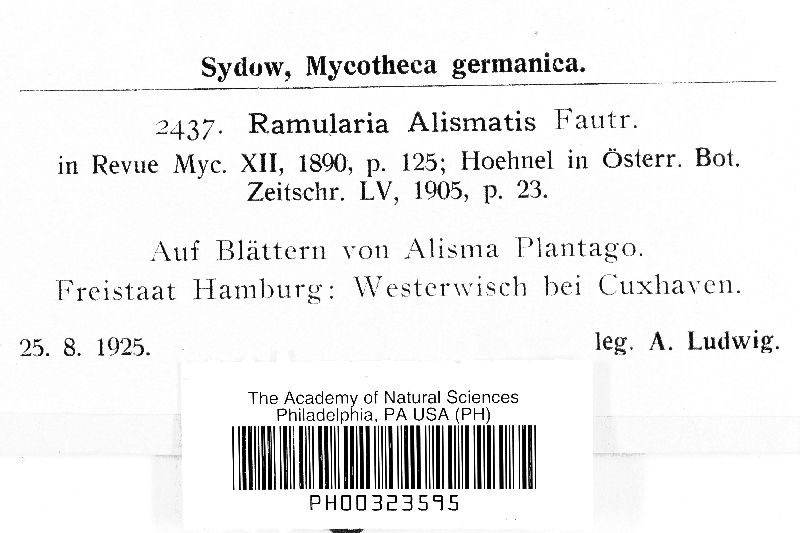 Sydow, Mycotheca germanica.
2437. Ramularia Alismatis Fautr.
in Revue Myc. XII, 1890, p. 125; Hoehnel in Österr. Bot.
Zeitschr. LV, 1905, p. 23.
Auf Blättern von Alisma Plantago.
Freistaat Hamburg: Westerwisch bei Cuxhaven.
25. 8. 1925. leg. A. Ludwig.
The Academy of Natural Sciences
Philadelphia, PA USA (PH)
PH00323595